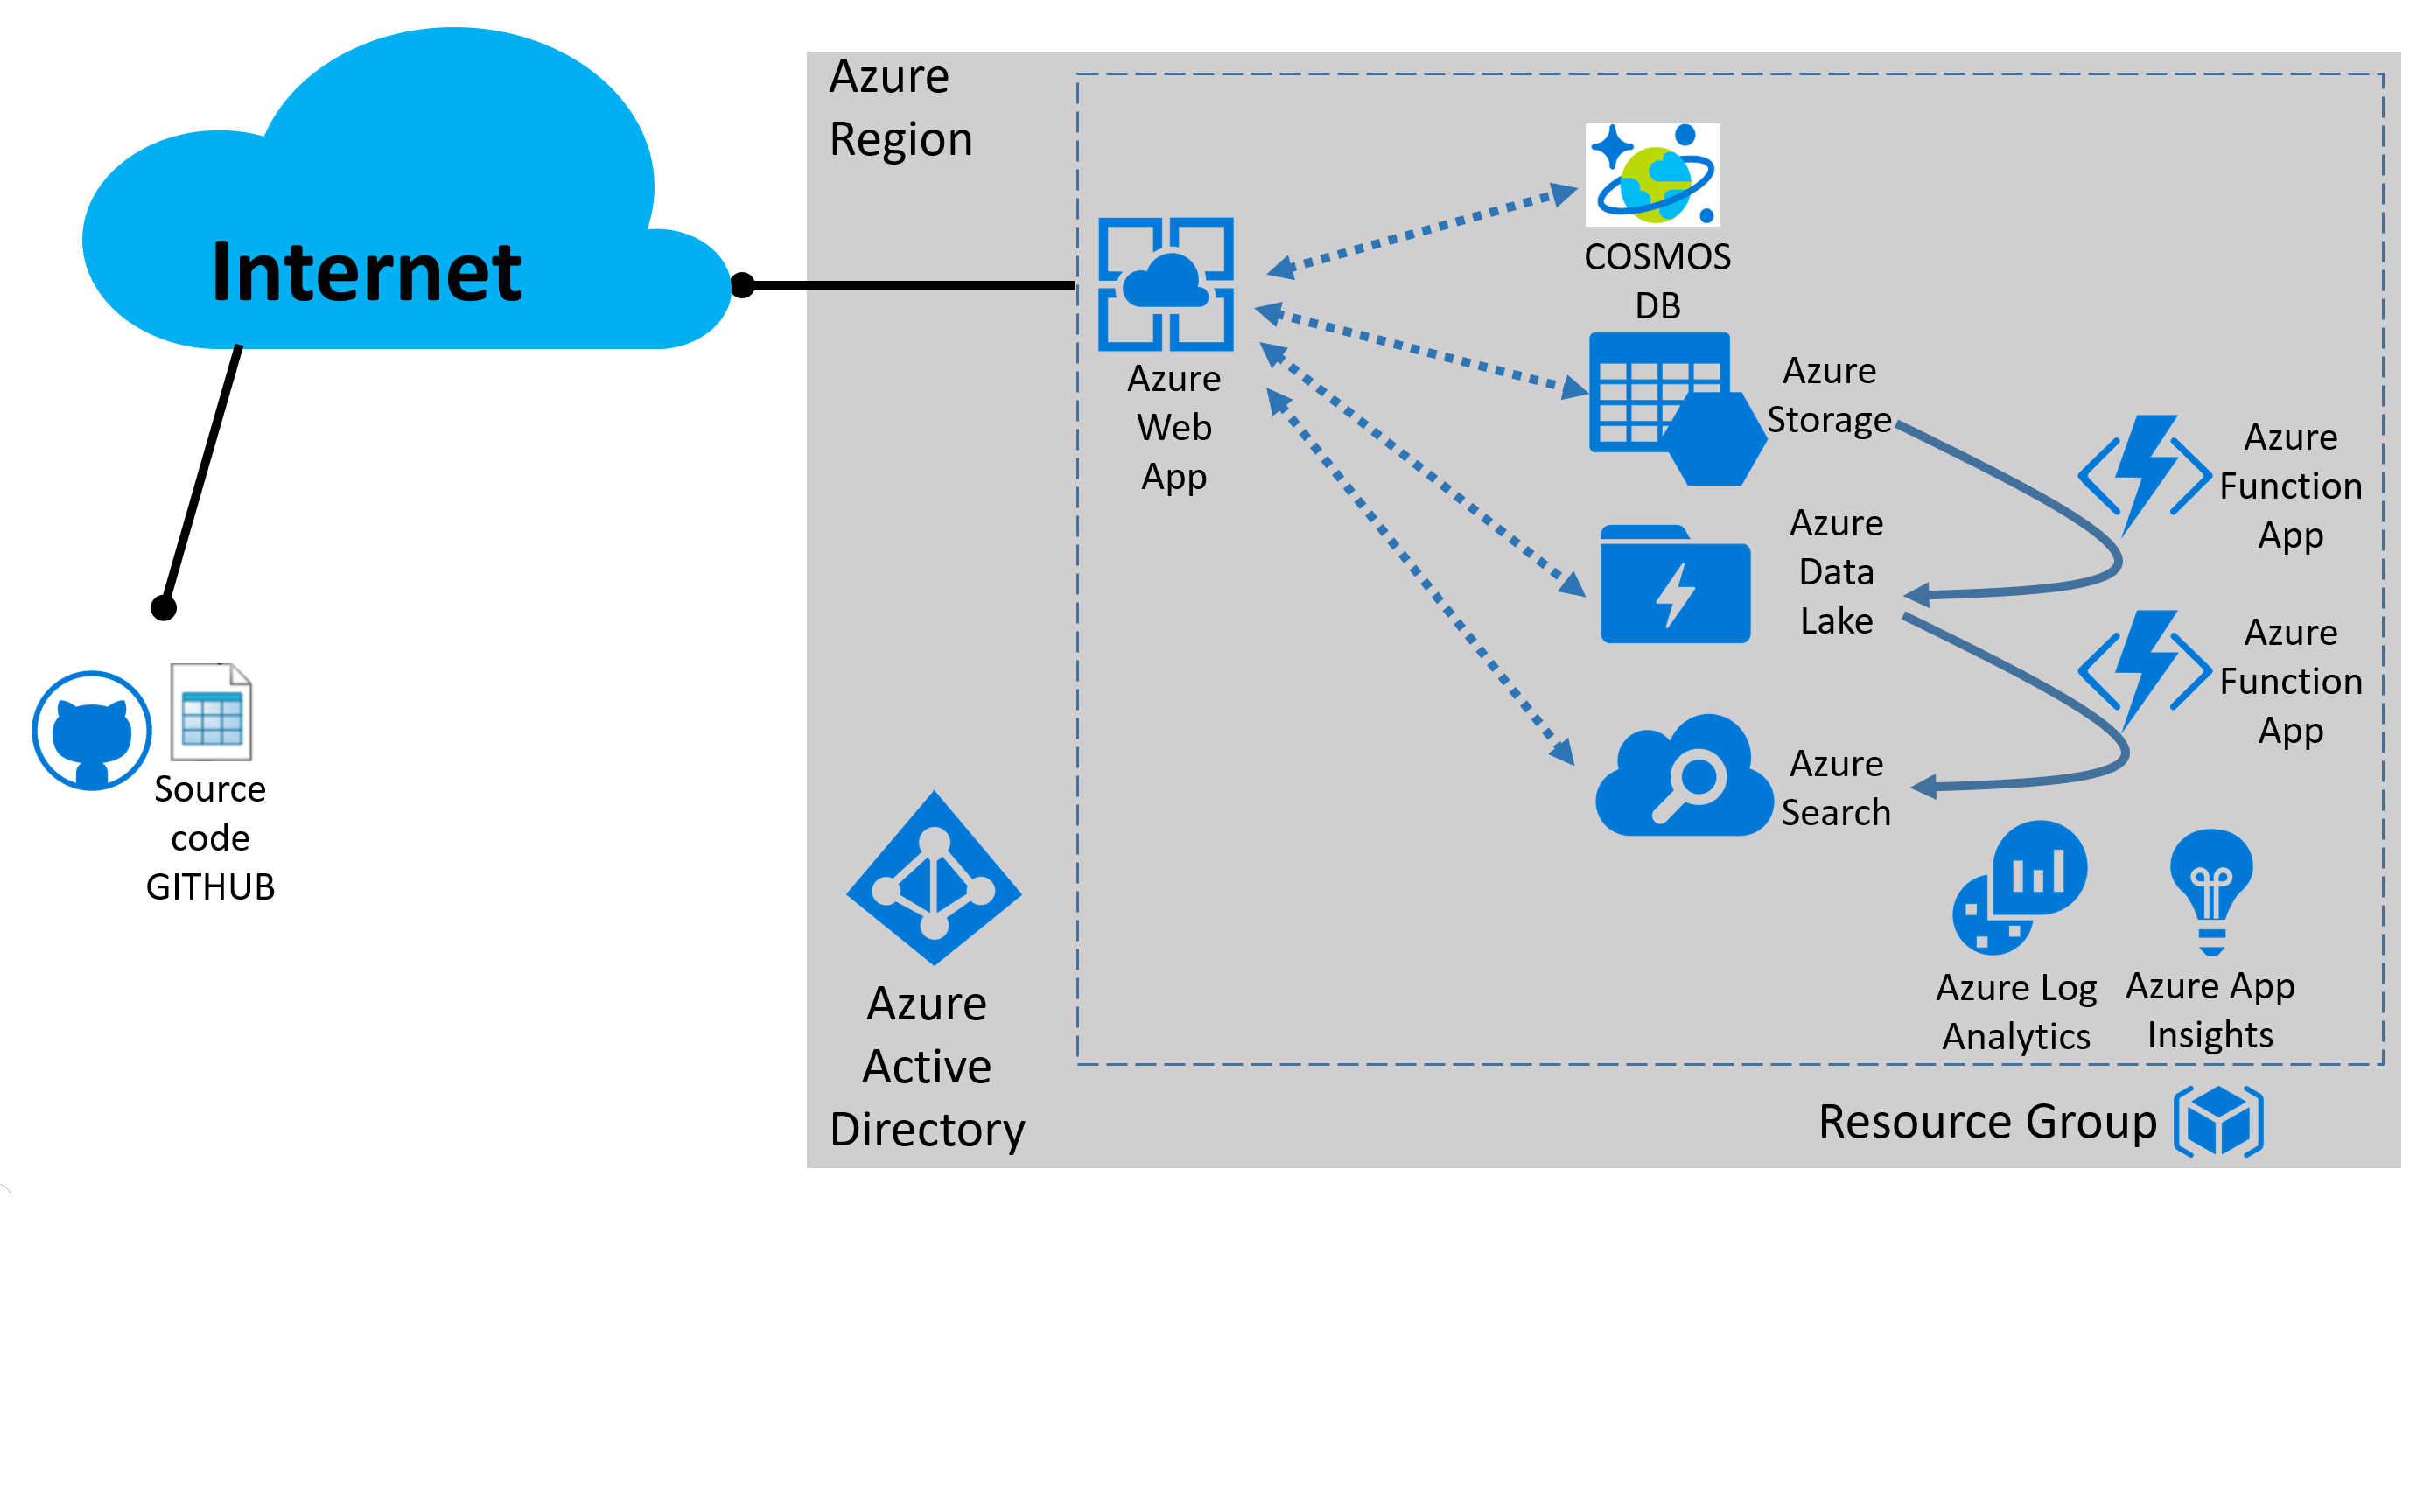 Internet
Source
code
GITHUB
Azure
Region
Azure
Active
Directory
Azure
Web
App
COSMOS
DB
Azure
Storage
Azure
Data
Lake
Azure
Search
Azure
Function
App
Azure
Function
App
Azure Log
Analytics
Azure App
Insights
Resource Group